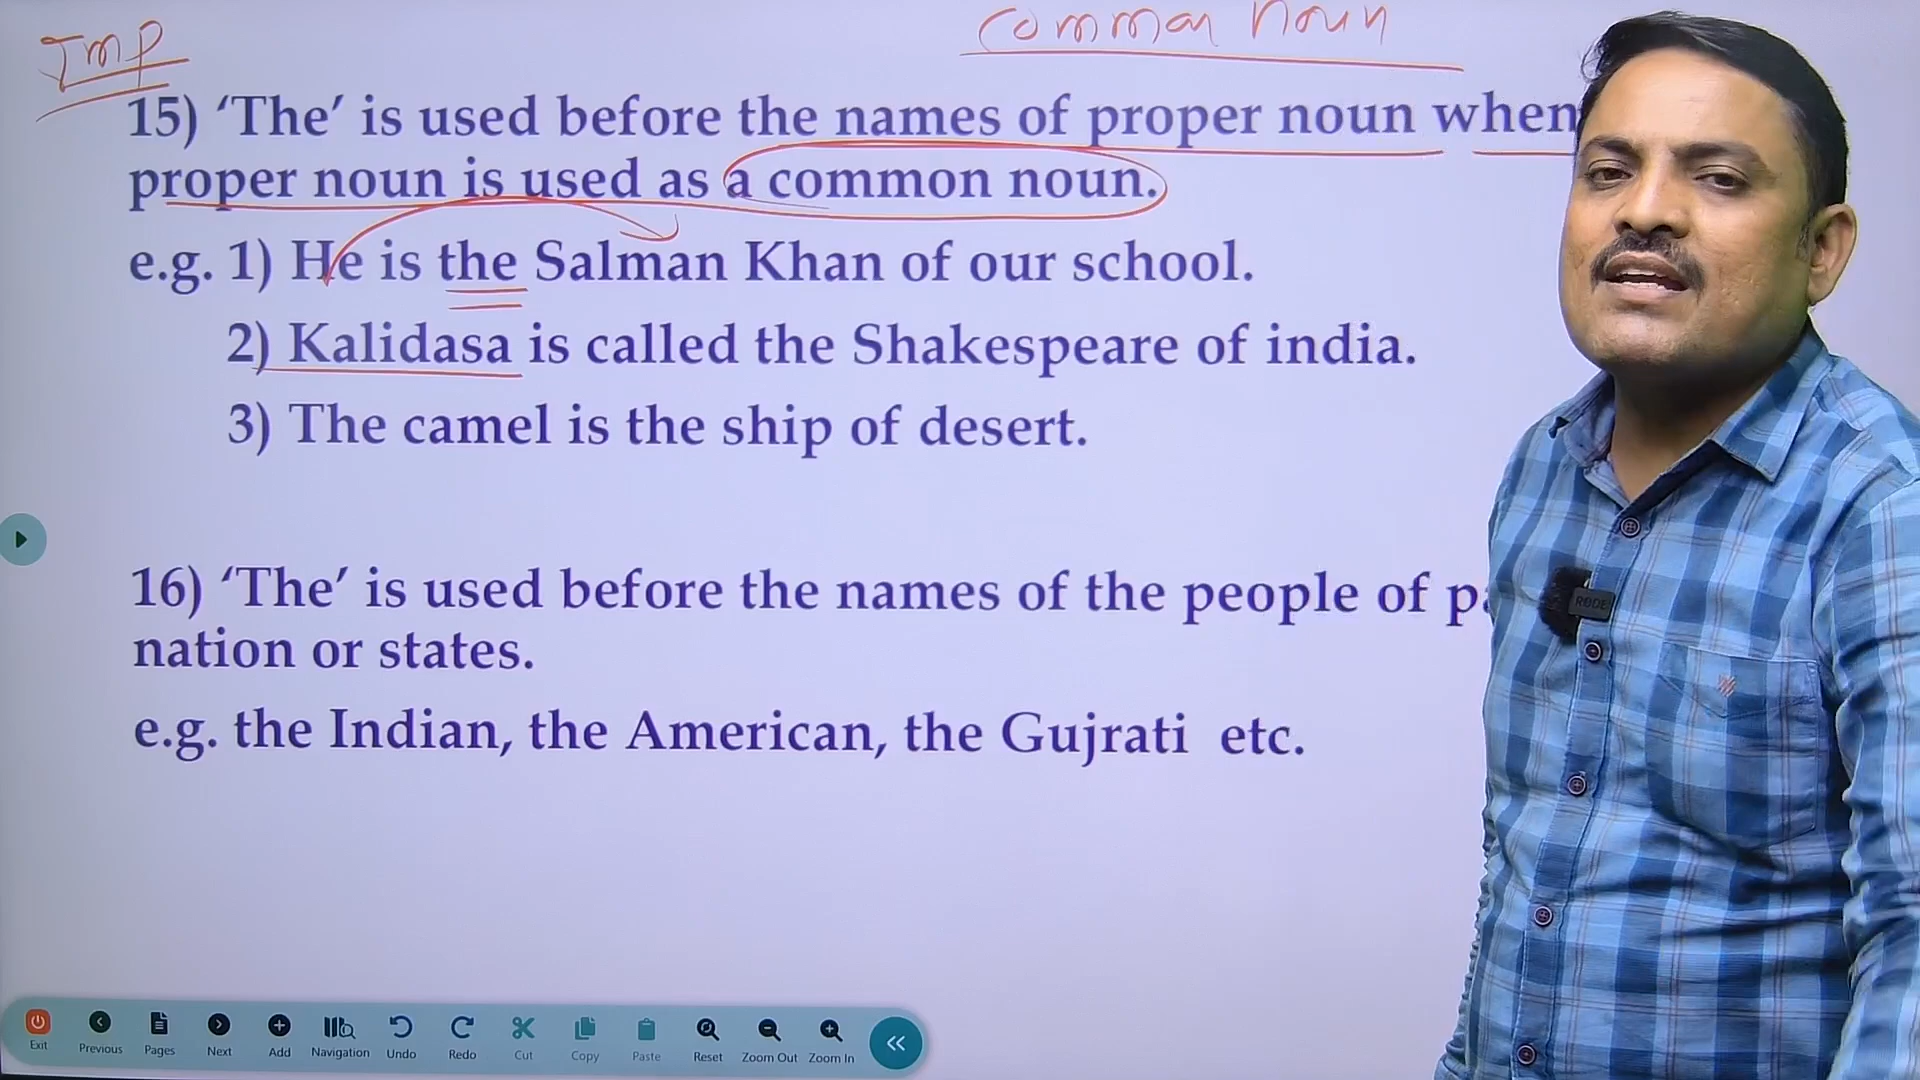 Imp
Common Noun
15) ‘The’ is used before the names of proper noun when
proper noun is used as a common noun.
e.g. 1) He is the Salman Khan of our school.
2) Kalidasa is called the Shakespeare of india.
3) The camel is the ship of desert.
16) ‘The’ is used before the names of the people of
nation or states.
e.g. the Indian, the American, the Gujrati etc.
RØDE
Exit Previous Pages Next Add Navigation Undo Redo Cut Copy Paste Reset Zoom Out Zoom In